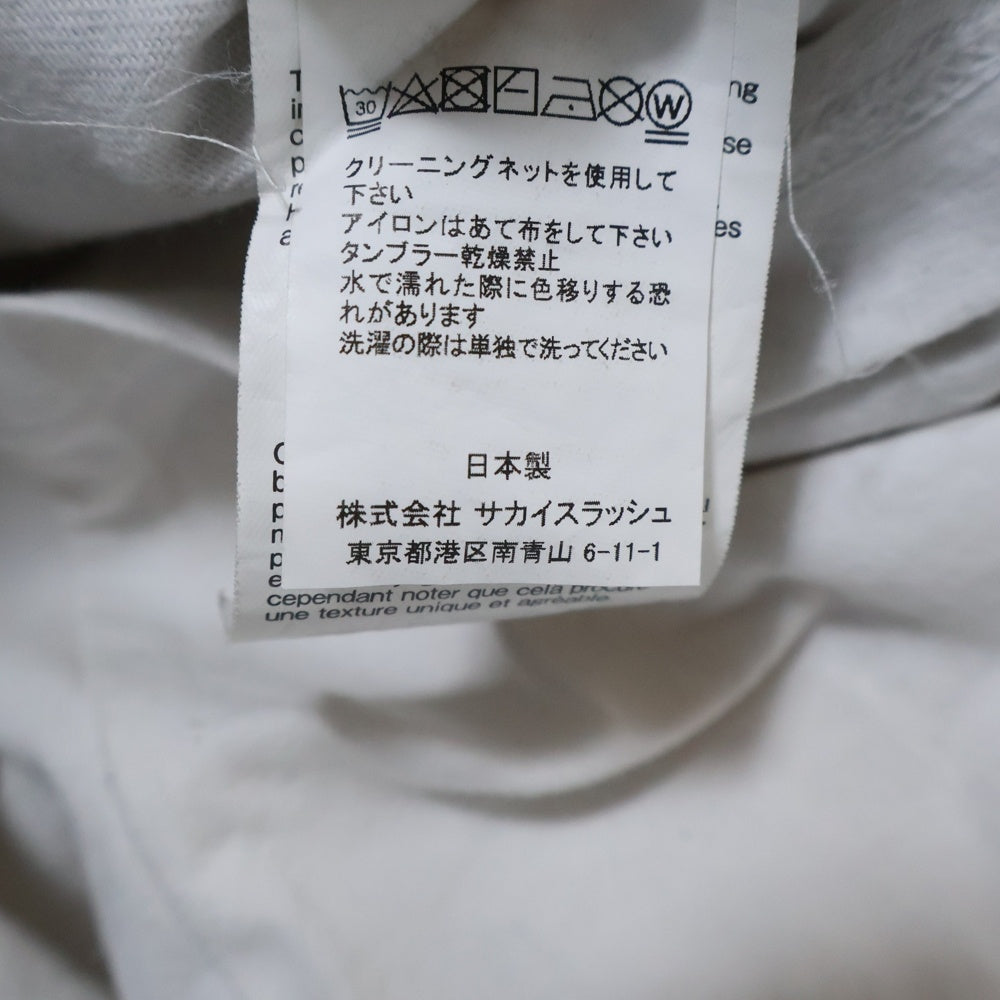 30
W
クリーニングネットを使用して
下さい
アイロンはあて布をして下さい
タンブラー乾燥禁止
水で濡れた際に色移りする恐
れがあります
洗濯の際は単独で洗ってください
日本製
株式会社 サカイスラッシュ
東京都港区南青山 6-11-1
cependant noter que cela
une texture unique et agréable.